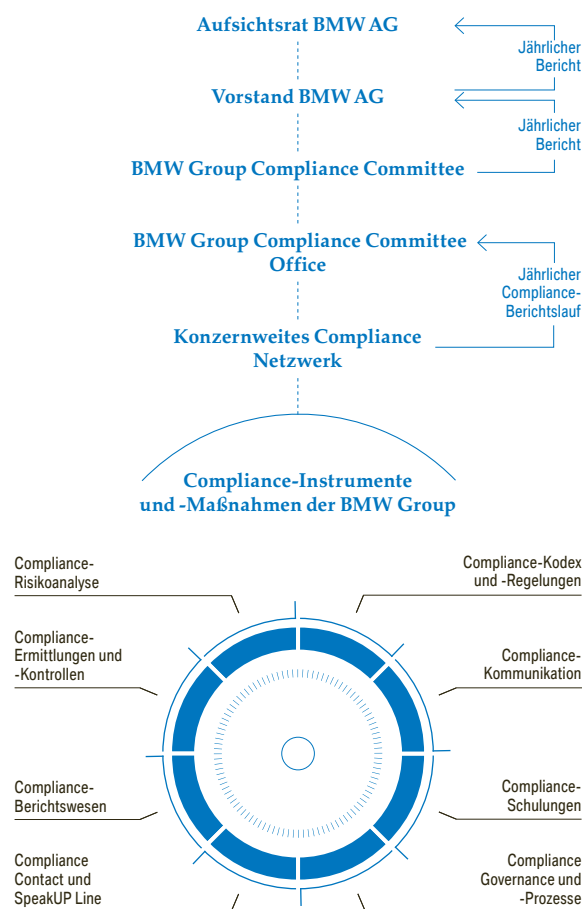 Aufsichtsrat BMW AG
Jährlicher
Bericht
Vorstand BMW AG
Jährlicher
Bericht
BMW Group Compliance Committee
BMW Group Compliance Committee
Office
Jährlicher
Compliance-
Berichtslauf
Konzernweites Compliance
Netzwerk
Compliance-Instrumente
und -Maßnahmen der BMW Group
Compliance-
Risikoanalyse
Compliance-Kodex
und -Regelungen
Compliance-
Ermittlungen und
-Kontrollen
Compliance-
Kommunikation
Compliance-
Berichtswesen
Compliance-
Schulungen
Compliance
Contact und
SpeakUP Line
Compliance
Governance und
-Prozesse